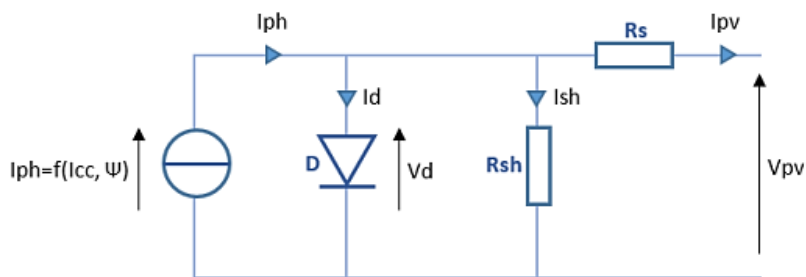 Iph
Rs
Ipv
Id
Ish
Iph=f(Icc, Ψ)
D
Vd
Rsh
Vpv